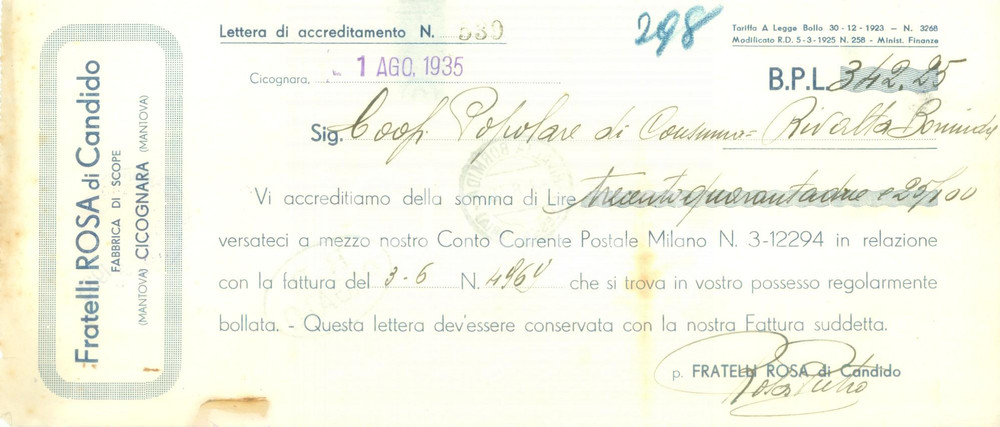 Fratelli ROSA di Candido
FABBRICA DI SCOPE
(MANTOVA) CICOGNARA (MANTOVA)
Lettera di accreditamento N. 539
298
Tariffa A Legge Bollo 30-12-1923 - N. 3268
Modificato R.D. 5-3-1925 N. 258 - Minist. Finanze
Cicognara, 1 AGO. 1935
B.P.L. 342,25
Sig. Coop. Popolare di Consumo = Rivalta Bormida
Vi accreditiamo della somma di Lire trecentoquarantadue e 25/100
versateci a mezzo nostro Conto Corrente Postale Milano N. 3-12294 in relazione
con la fattura del 3-6 N. che si trova in vostro possesso regolarmente
bollata. - Questa lettera dev'essere conservata con la nostra Fattura suddetta.
p. FRATELLI ROSA di Candido
Rosa Pietro